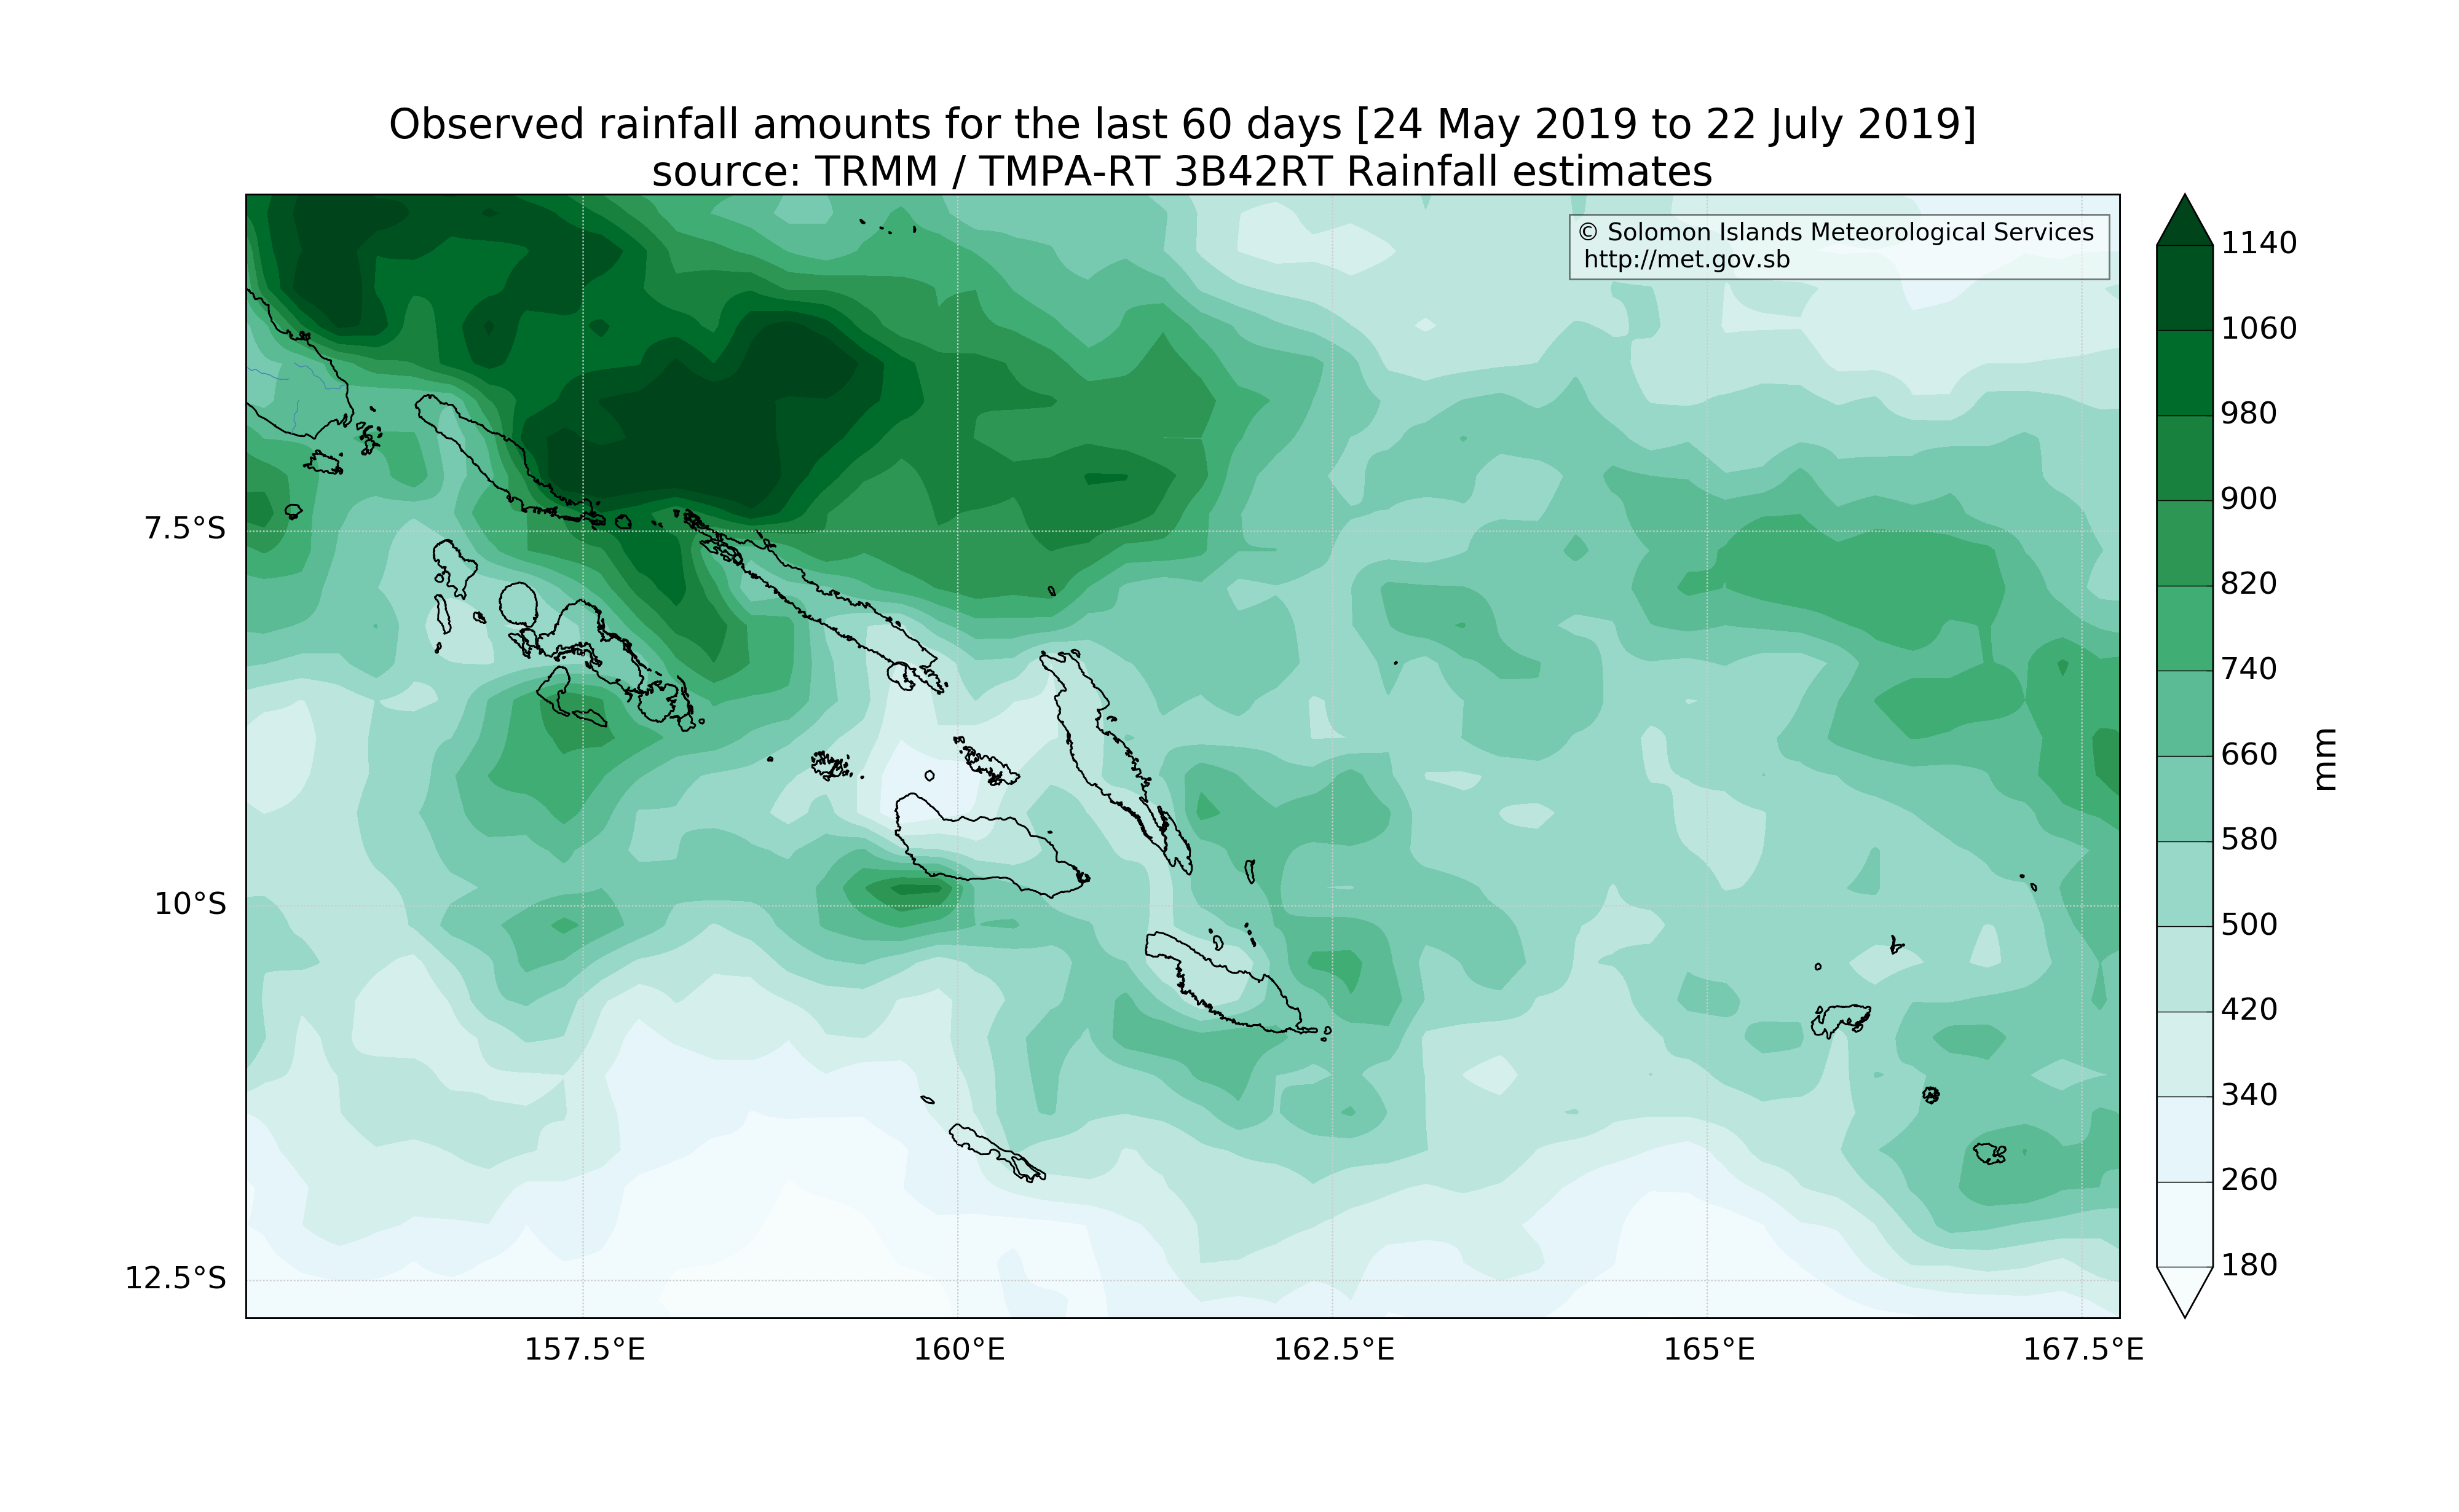 Observed rainfall amounts for the last 60 days [24 May 2019 to 22 July 2019]
source: TRMM / TMPA-RT 3B42RT Rainfall estimates
© Solomon Islands Meteorological Services
http://met.gov.sb
7.5°S
10°S
12.5°S
157.5°E
160°E
162.5°E
165°E
167.5°E
1140
1060
980
900
820
740
660
580
500
420
340
260
180
mm